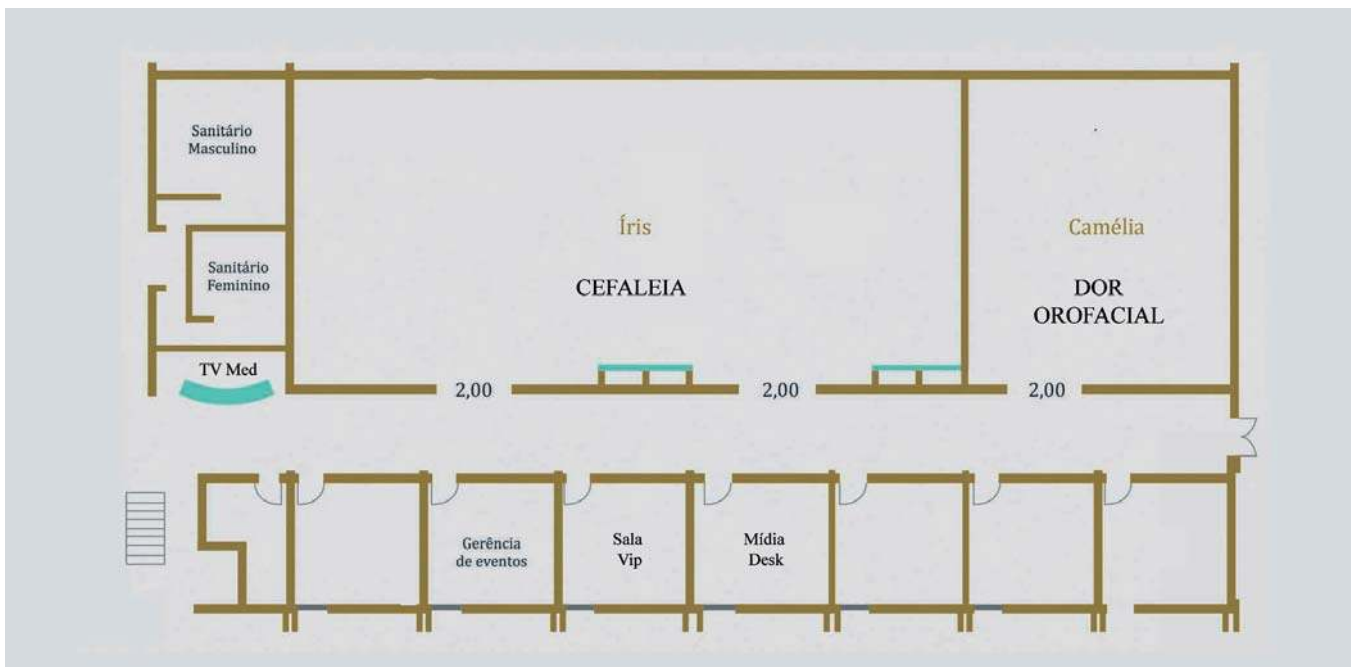 Sanitário
Masculino
Íris
Camélia
Sanitário
Feminino
CEFALEIA
DOR
OROFACIAL
TV Med
2,00
2,00
2,00
Gerência
de eventos
Sala
Vip
Mídia
Desk